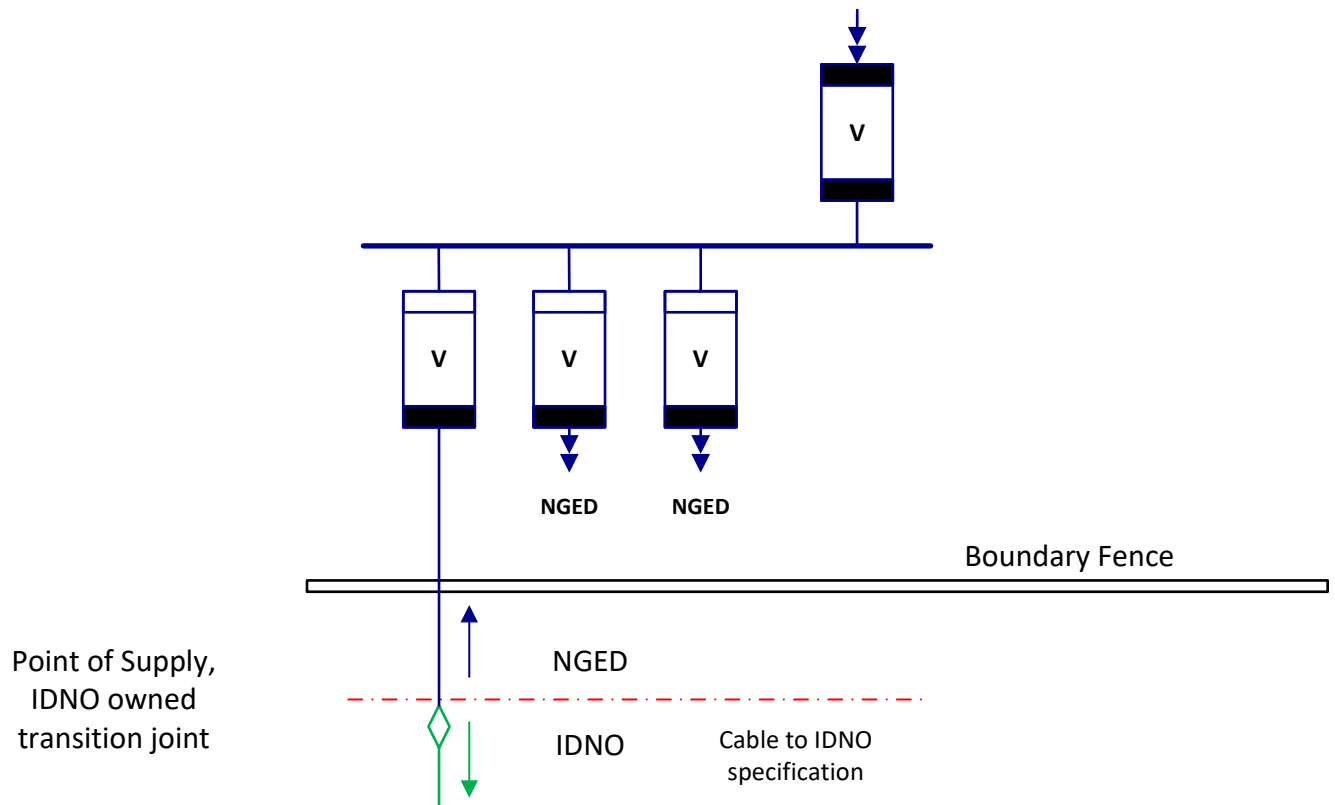 V
V
V
V
NGED
NGED
Boundary Fence
Point of Supply,
IDNO owned
transition joint
NGED
IDNO
Cable to IDNO
specification